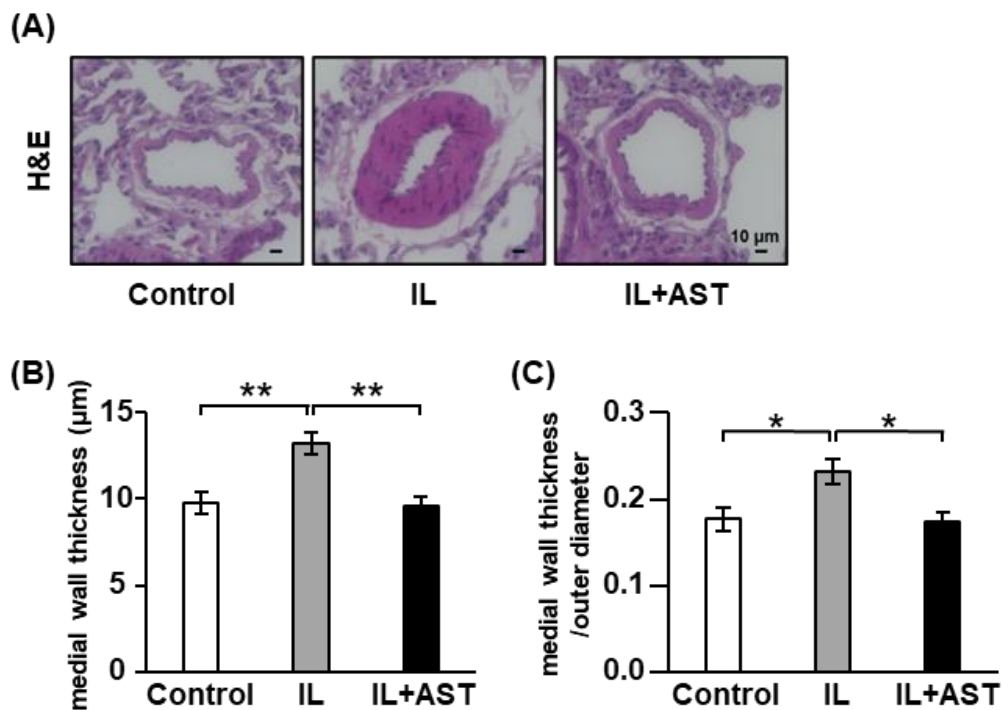 (A)
H&E
10 μm
Control IL IL+AST
(B)
medial wall thickness (μm)
15
10
5
0
** **
Control IL IL+AST
(C)
medial wall thickness
/outer diameter
0.3
0.2
0.1
0.0
* *
Control IL IL+AST